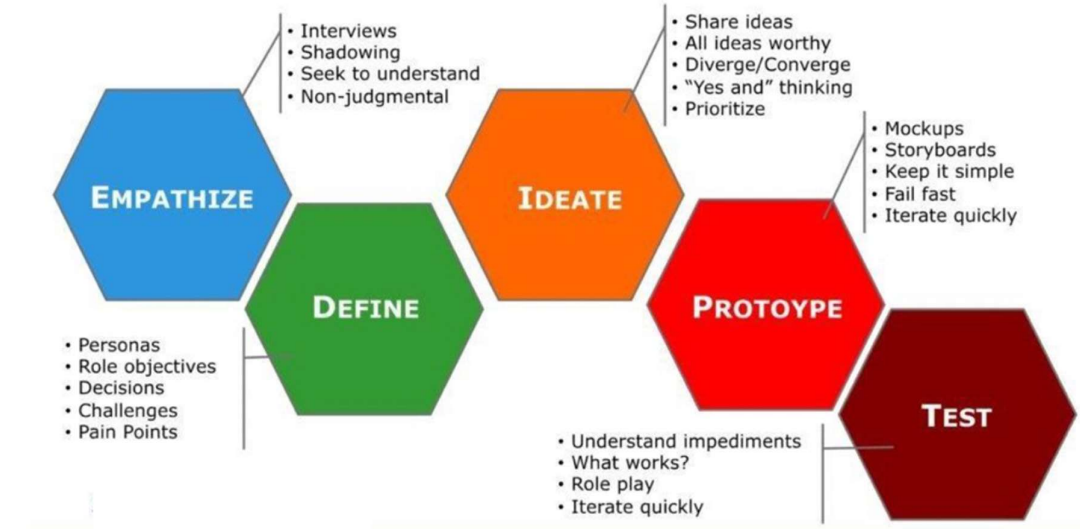 EMPATHIZE
• Interviews
• Shadowing
• Seek to understand
• Non-judgmental
DEFINE
• Personas
• Role objectives
• Decisions
• Challenges
• Pain Points
IDEATE
• Share ideas
• All ideas worthy
• Diverge/Converge
• “Yes and” thinking
• Prioritize
PROTOYPE
• Mockups
• Storyboards
• Keep it simple
• Fail fast
• Iterate quickly
TEST
• Understand impediments
• What works?
• Role play
• Iterate quickly